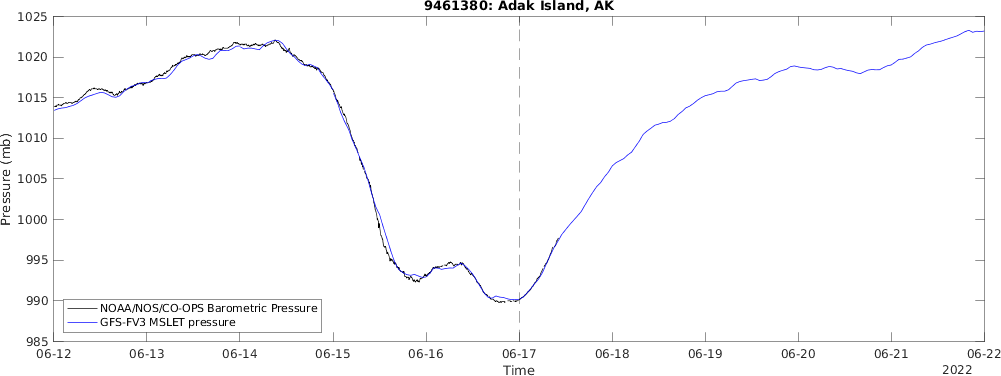 9461380: Adak Island, AK
Pressure (mb)
1025
1020
1015
1010
1005
1000
995
990
985
NOAA/NOS/CO-OPS Barometric Pressure
GFS-FV3 MSLET pressure
06-12 06-13 06-14 06-15 06-16 06-17 06-18 06-19 06-20 06-21 06-22
Time
2022